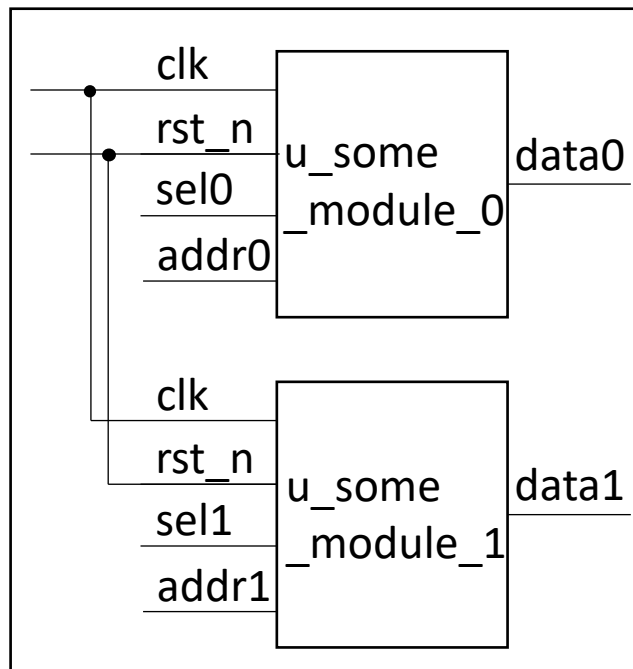 clk
rst_n
sel0
addr0
u_some
_module_0
data0
clk
rst_n
sel1
addr1
u_some
_module_1
data1